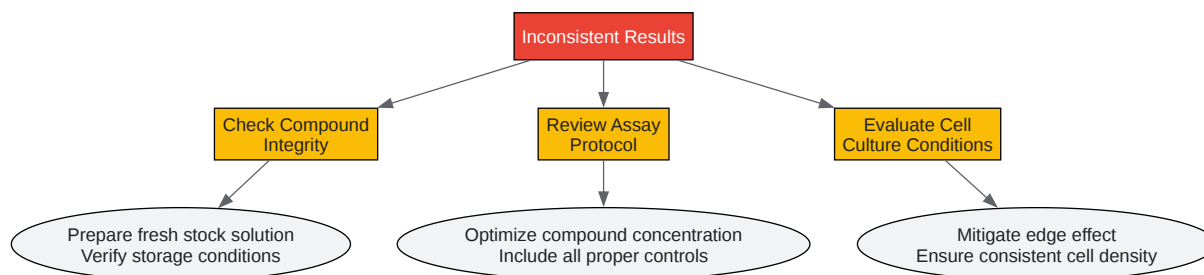 Inconsistent Results
Check Compound
Integrity
Review Assay
Protocol
Evaluate Cell
Culture Conditions
Prepare fresh stock solution
Verify storage conditions
Optimize compound concentration
Include all proper controls
Mitigate edge effect
Ensure consistent cell density